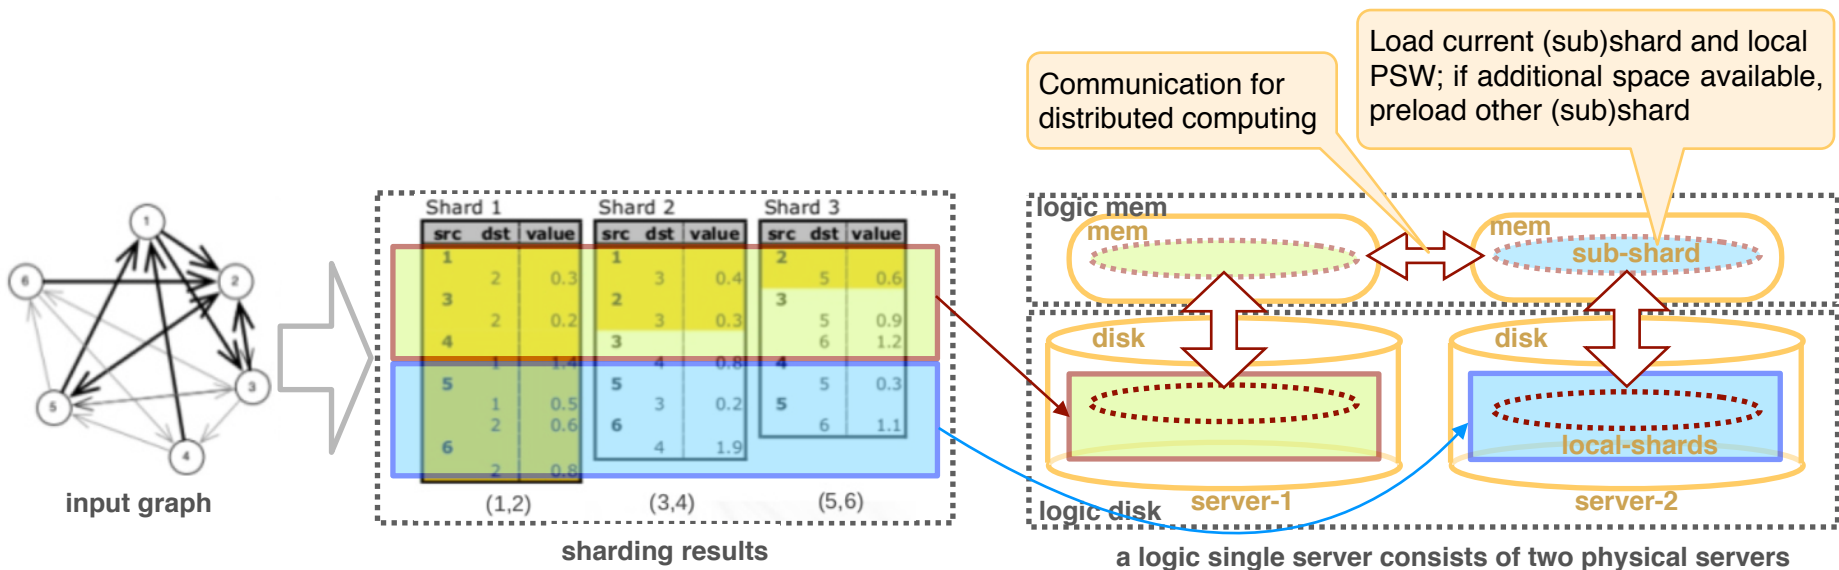 Load current (sub)shard and local
PSW; if additional space available,
preload other (sub)shard
Communication for
distributed computing
1
2
3
4
5
6
input graph
Shard 1
src dst value
1
2 0.3
3
2 0.2
4
1 1.4
5
1 0.5
2 0.6
6
2 0.8
(1,2)
Shard 2
src dst value
1
3 0.4
2
3 0.3
3
4 0.8
5
3 0.2
6
4 1.9
(3,4)
Shard 3
src dst value
2
5 0.6
3
5 0.9
6 1.2
4
5 0.3
5
6 1.1
(5,6)
sharding results
logic mem
mem
mem
sub-shard
disk
disk
local-shards
server-1
server-2
logic disk
a logic single server consists of two physical servers